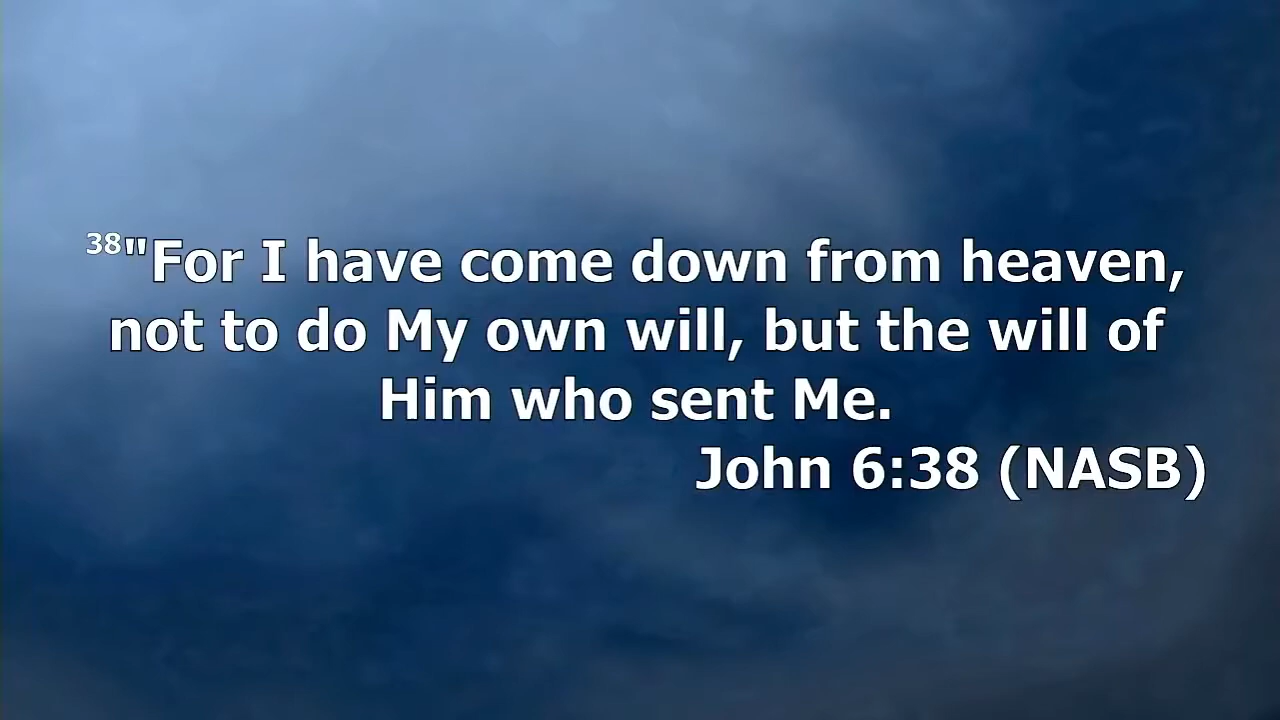 38"For I have come down from heaven,
not to do My own will, but the will of
Him who sent Me.
John 6:38 (NASB)